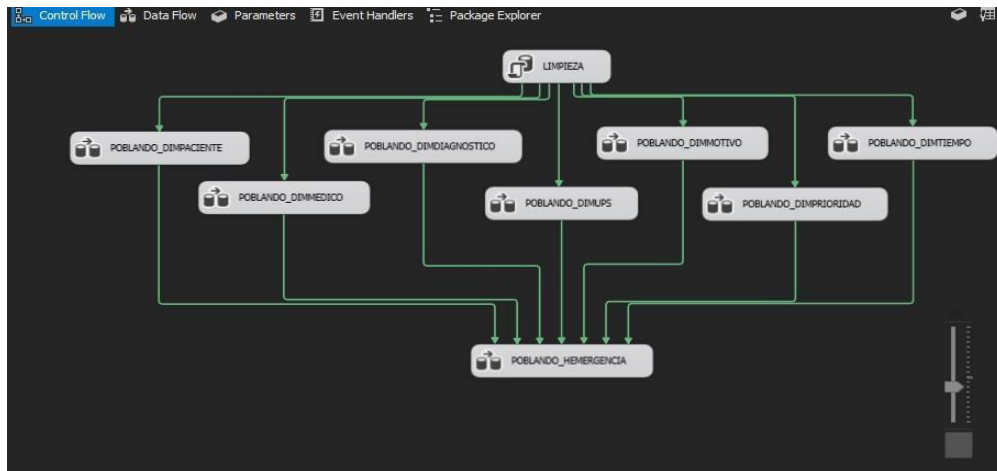 Control Flow Data Flow Parameters Event Handlers Package Explorer
LIMPIEZA
POBLANDO_DIMPACIENTE
POBLANDO_DIMDIAGNOSTICO
POBLANDO_DIMMOTIVO
POBLANDO_DIMTIEMPO
POBLANDO_DIMMEDICO
POBLANDO_DIMUPS
POBLANDO_DIMPRIORIDAD
POBLANDO_HEMERGENCIA